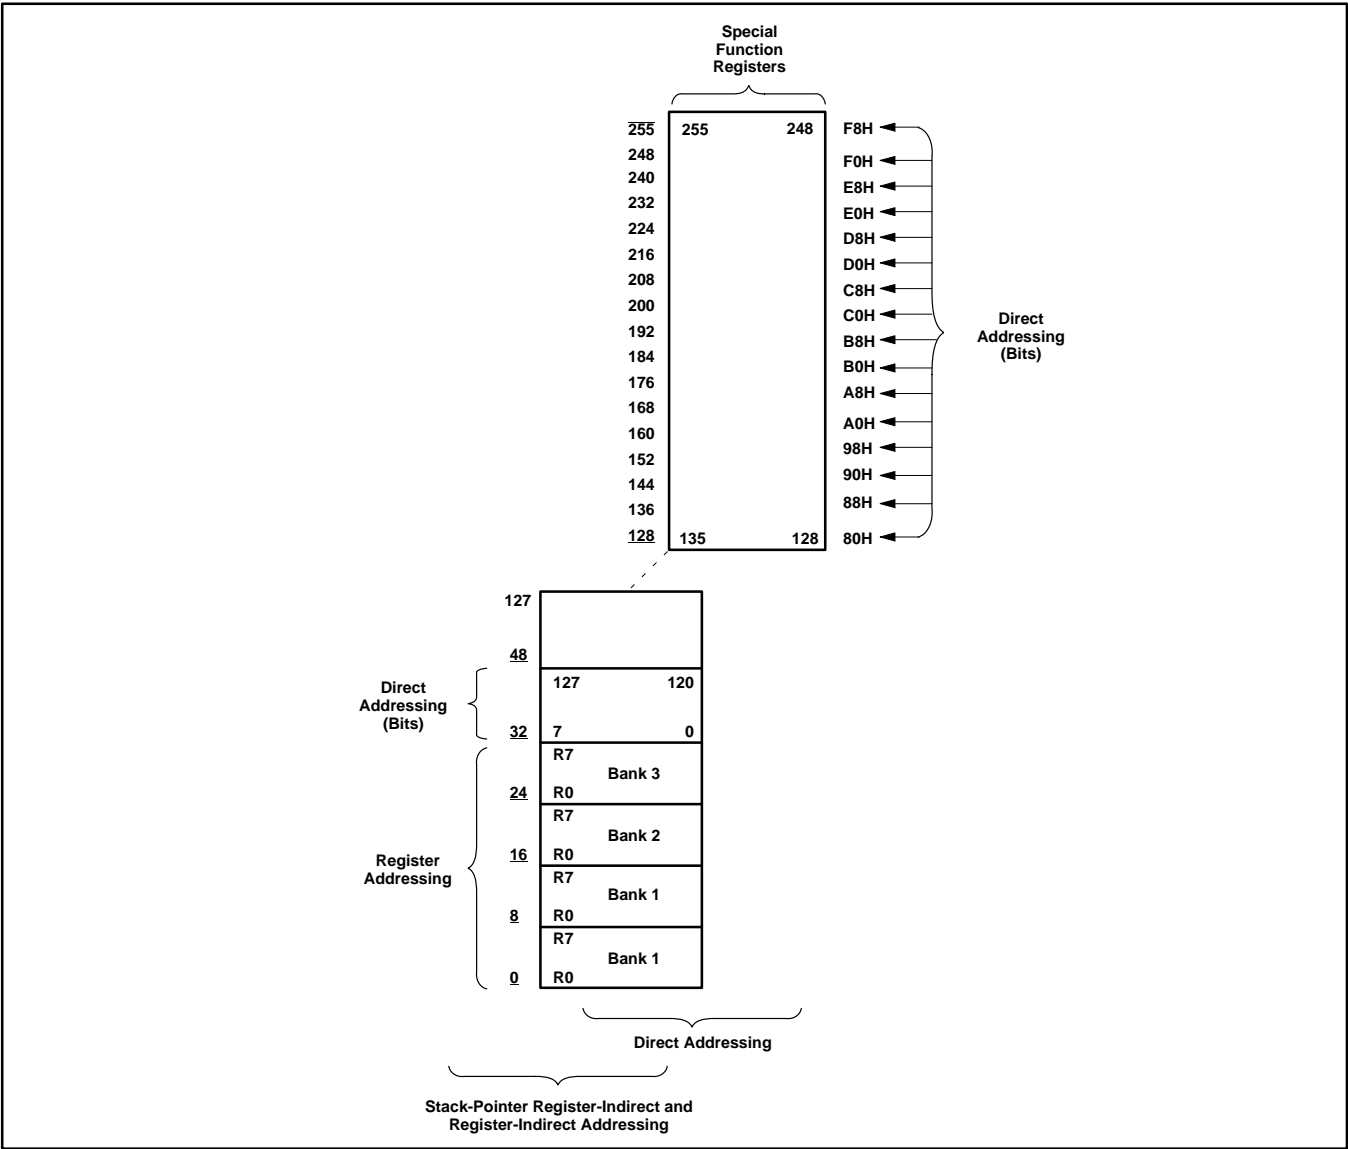 Special
Function
Registers
255 255 248 F8H
248 F0H
240 E8H
232 E0H
224 D8H
216 D0H
208 C8H
200 C0H
192 B8H
184 B0H
176 A8H
168 A0H
160 98H
152 90H
144 88H
136
128 135 128 80H
Direct
Addressing
(Bits)
127
48
Direct
Addressing
(Bits)
127 120
32 7 0
R7
Bank 3
24 R0
R7
Bank 2
16 R0
Register
Addressing
R7
Bank 1
8 R0
R7
Bank 1
0 R0
Direct Addressing
Stack-Pointer Register-Indirect and
Register-Indirect Addressing